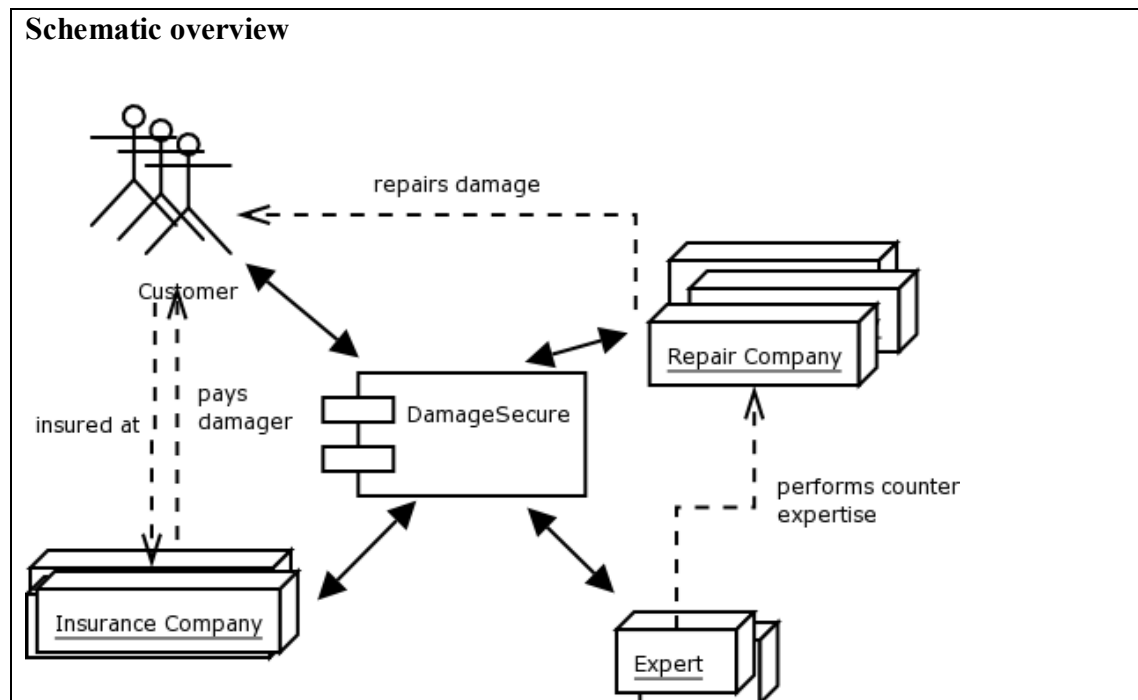 Schematic overview
repairs damage
Customer
Repair Company
pays
damager
insured at
DamageSecure
performs counter
expertise
Insurance Company
Expert